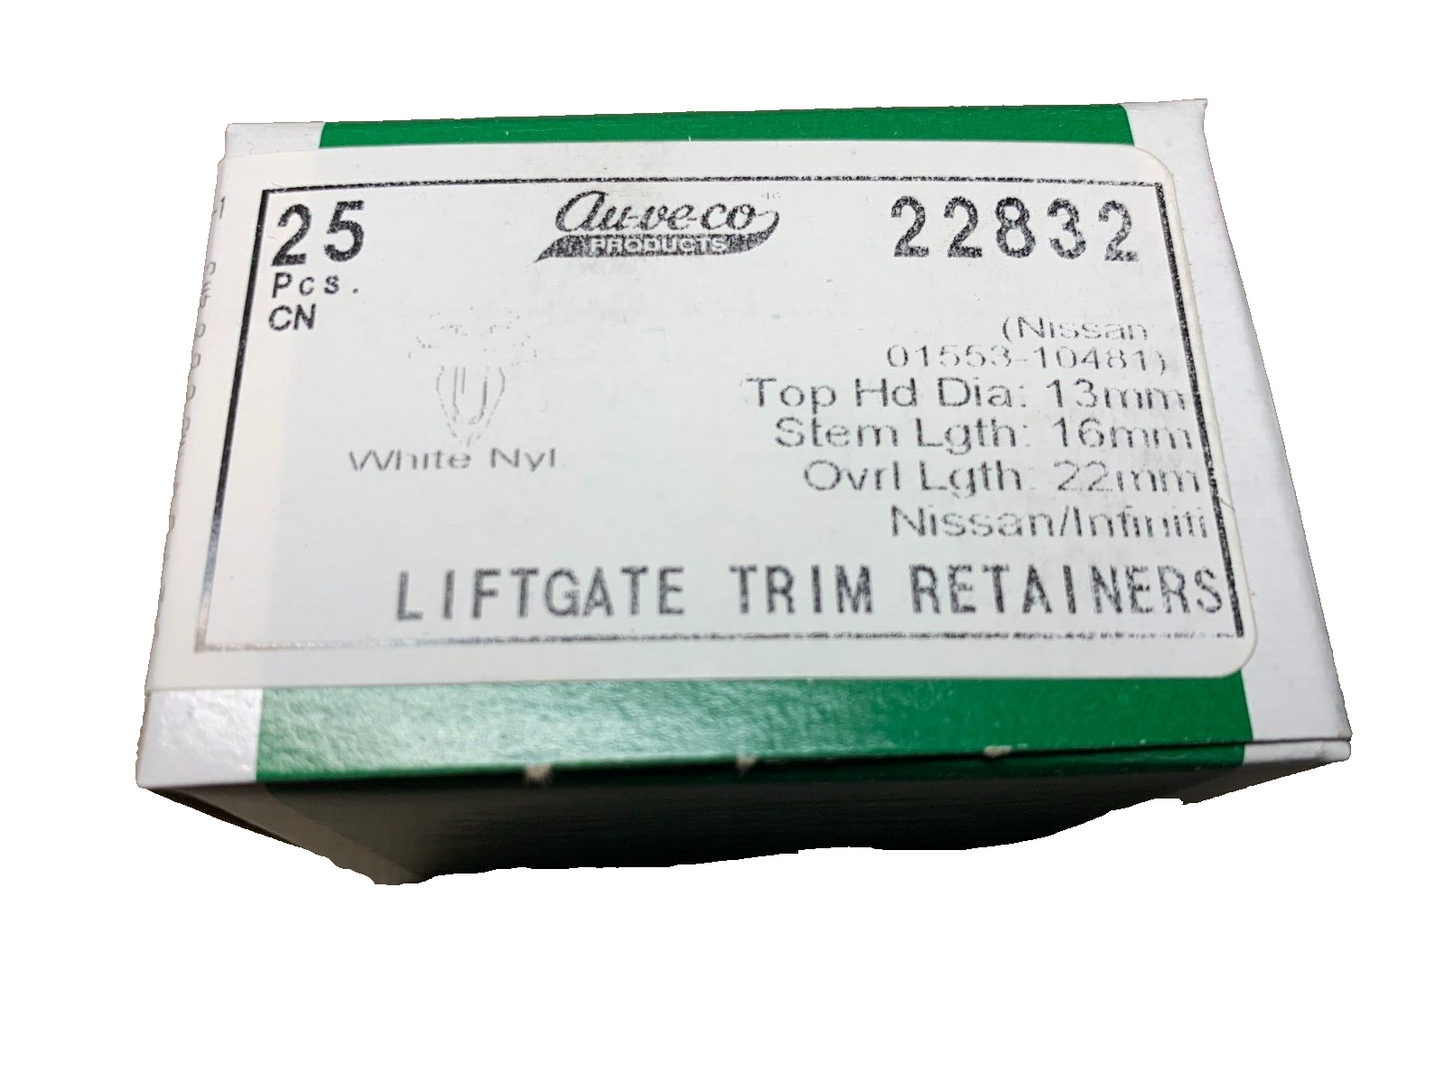 25
Au-ve-co
PRODUCTS
22832
Pcs.
CN
(Nissan
01553-10481)
Top Hd Dia: 13mm
Stem Lgth: 16mm
White Nyl.
Ovrl Lgth: 22mm
Nissan/Infiniti
LIFTGATE TRIM RETAINERS